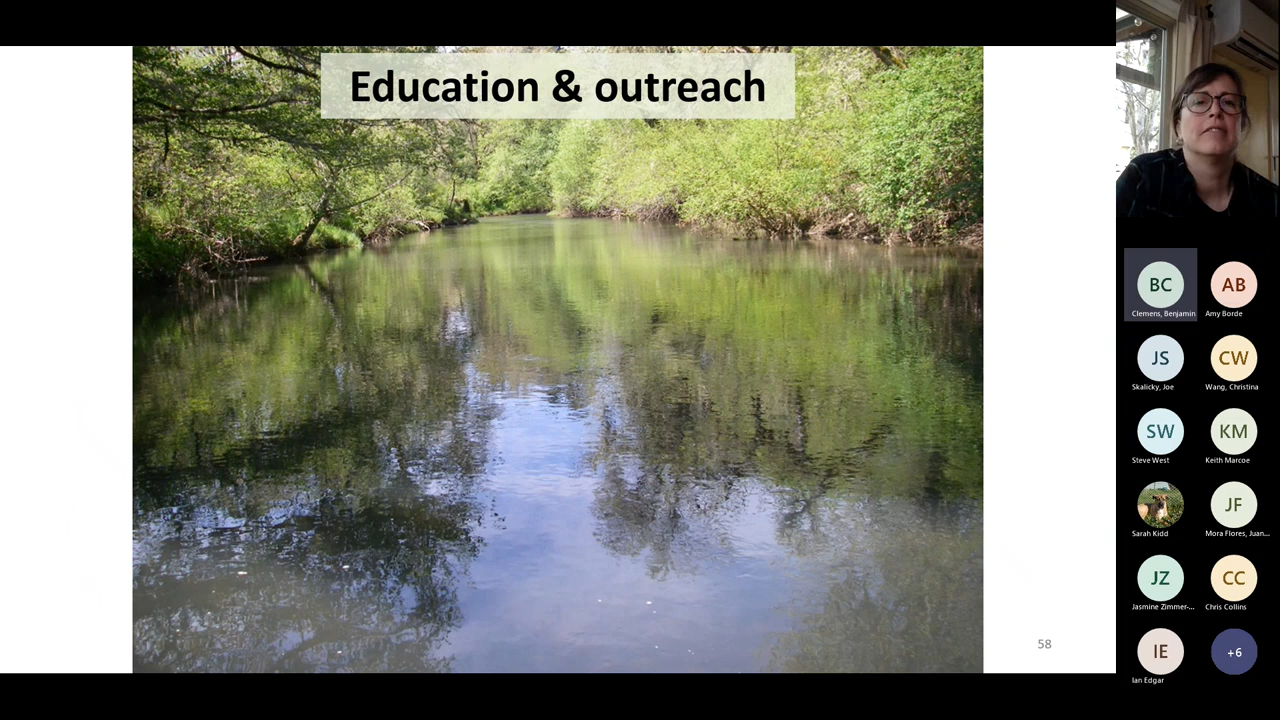 Education & outreach
58
BC
Clemens, Benjamin
AB
Amy Borde
JS
Skalicky, Joe
CW
Wang, Christina
SW
Steve West
KM
Keith Marcoe
Sarah Kidd
JF
Mora Flores, Juan...
JZ
Jasmine Zimmer-...
CC
Chris Collins
IE
Ian Edgar
+6